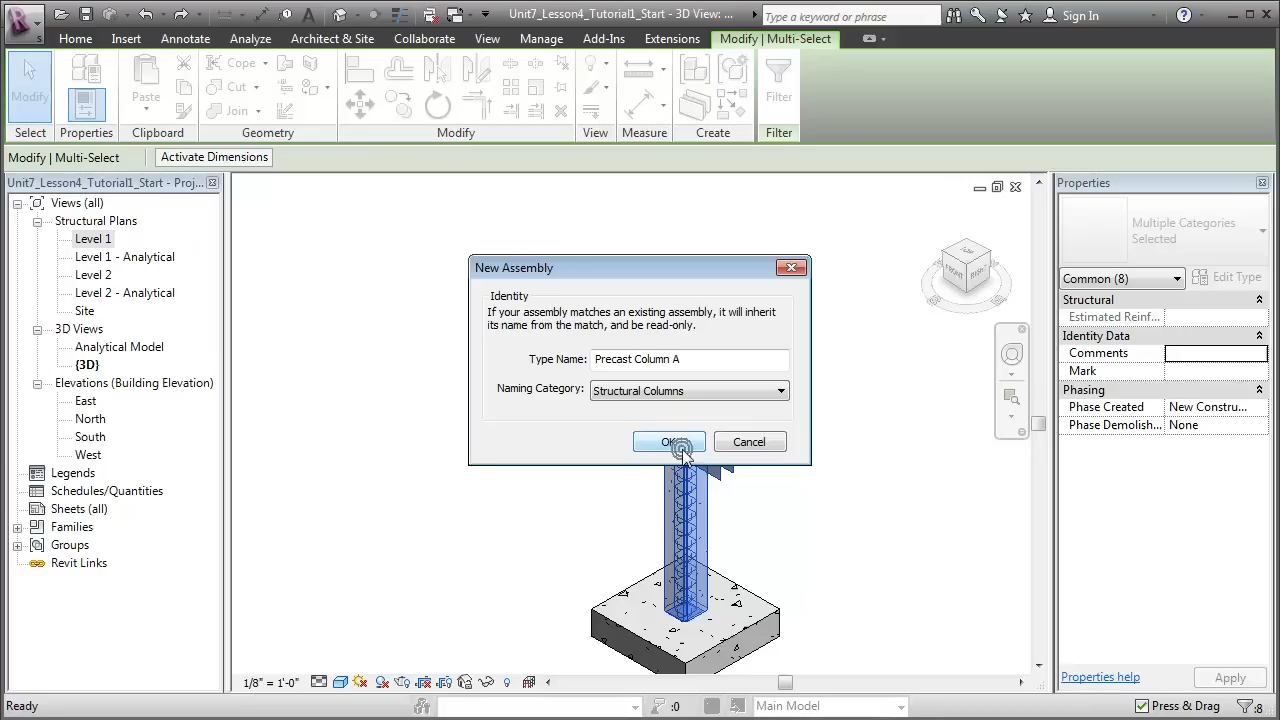 Unit7_Lesson4_Tutorial1_Start - 3D View: ...
Type a keyword or phrase
Sign In
Home Insert Annotate Analyze Architect & Site Collaborate View Manage Add-Ins Extensions Modify | Multi-Select
Modify
Paste
Cope
Cut
Join
Filter
Select Properties Clipboard Geometry Modify View Measure Create Filter
Modify | Multi-Select Activate Dimensions
Unit7_Lesson4_Tutorial1_Start - Proj...
Views (all)
Structural Plans
Level 1
Level 1 - Analytical
Level 2
Level 2 - Analytical
Site
3D Views
Analytical Model
{3D}
Elevations (Building Elevation)
East
North
South
West
Legends
Schedules/Quantities
Sheets (all)
Families
Groups
Revit Links
New Assembly
Identity
If your assembly matches an existing assembly, it will inherit
its name from the match, and be read-only.
Type Name: Precast Column A
Naming Category: Structural Columns
OK Cancel
Properties
Multiple Categories
Selected
Common (8) Edit Type
Structural
Estimated Reinf...
Identity Data
Comments
Mark
Phasing
Phase Created New Constru...
Phase Demolish... None
Properties help Apply
1/8" = 1'-0"
Ready :0 Main Model Press & Drag :8